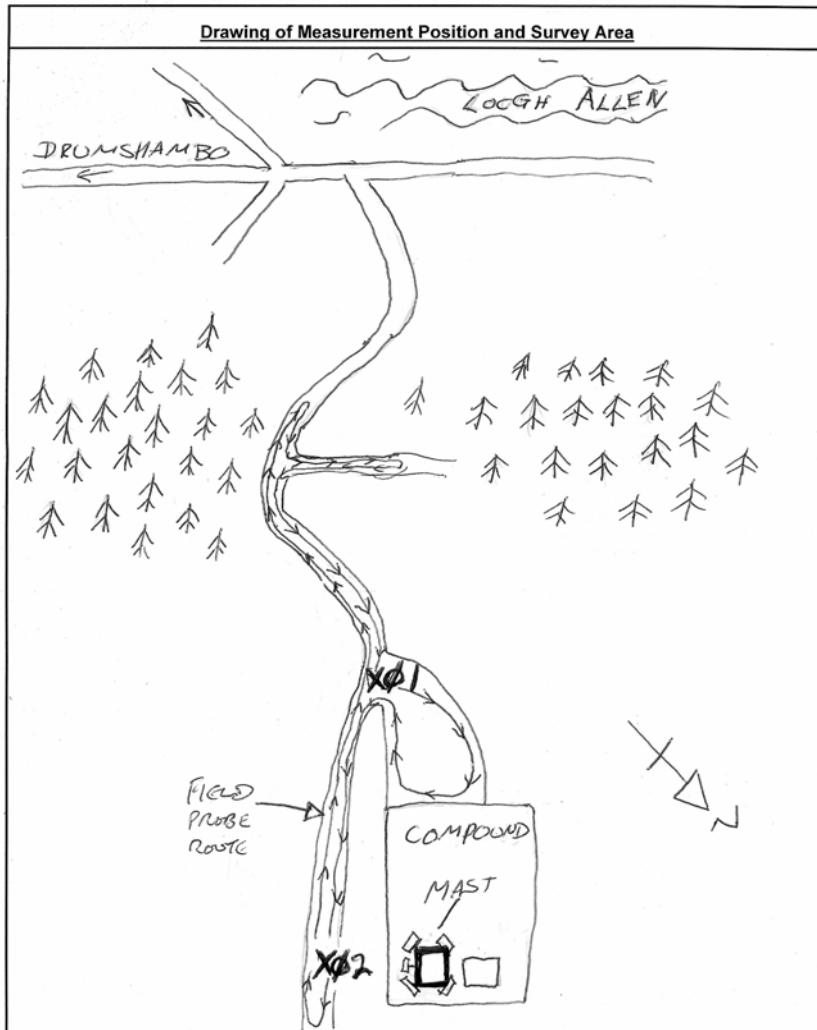 Drawing of Measurement Position and Survey Area
LOCGH ALLEN
DRUMSHAMBO
XØ1
FIELD
PROBE
ROUTE
COMPOUND
MAST
N
XØ2